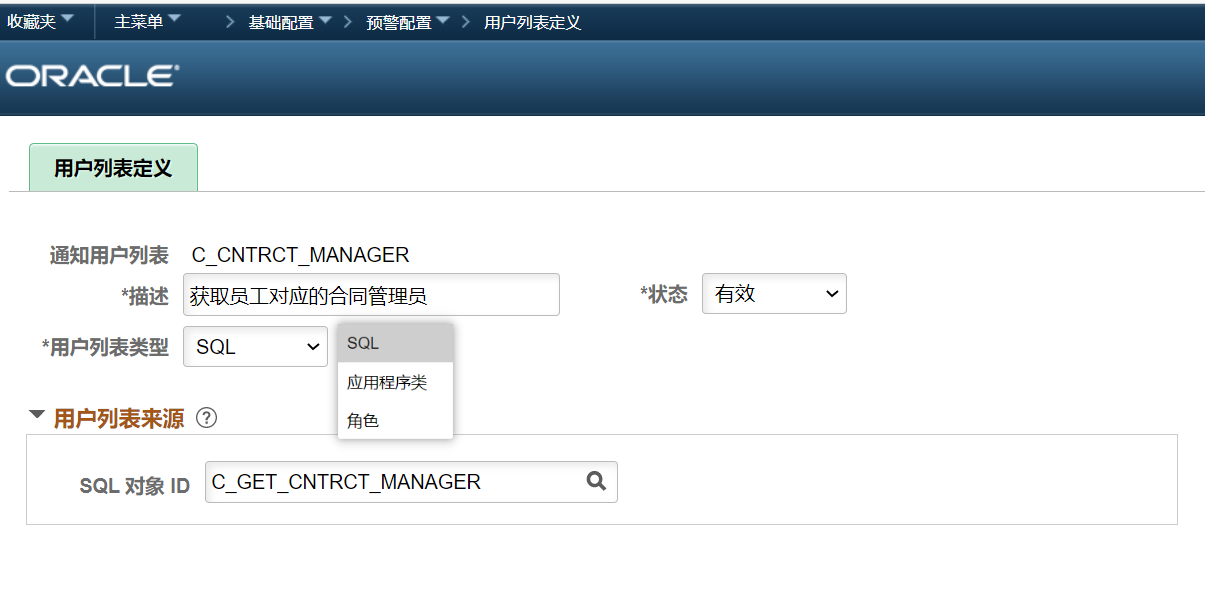 收藏夹 主菜单 > 基础配置 > 预警配置 > 用户列表定义
ORACLE
用户列表定义
通知用户列表 C_CNTRCT_MANAGER
*描述 获取员工对应的合同管理员 *状态 有效
*用户列表类型 SQL
SQL
应用程序类
角色
用户列表来源 ?
SQL 对象 ID C_GET_CNTRCT_MANAGER